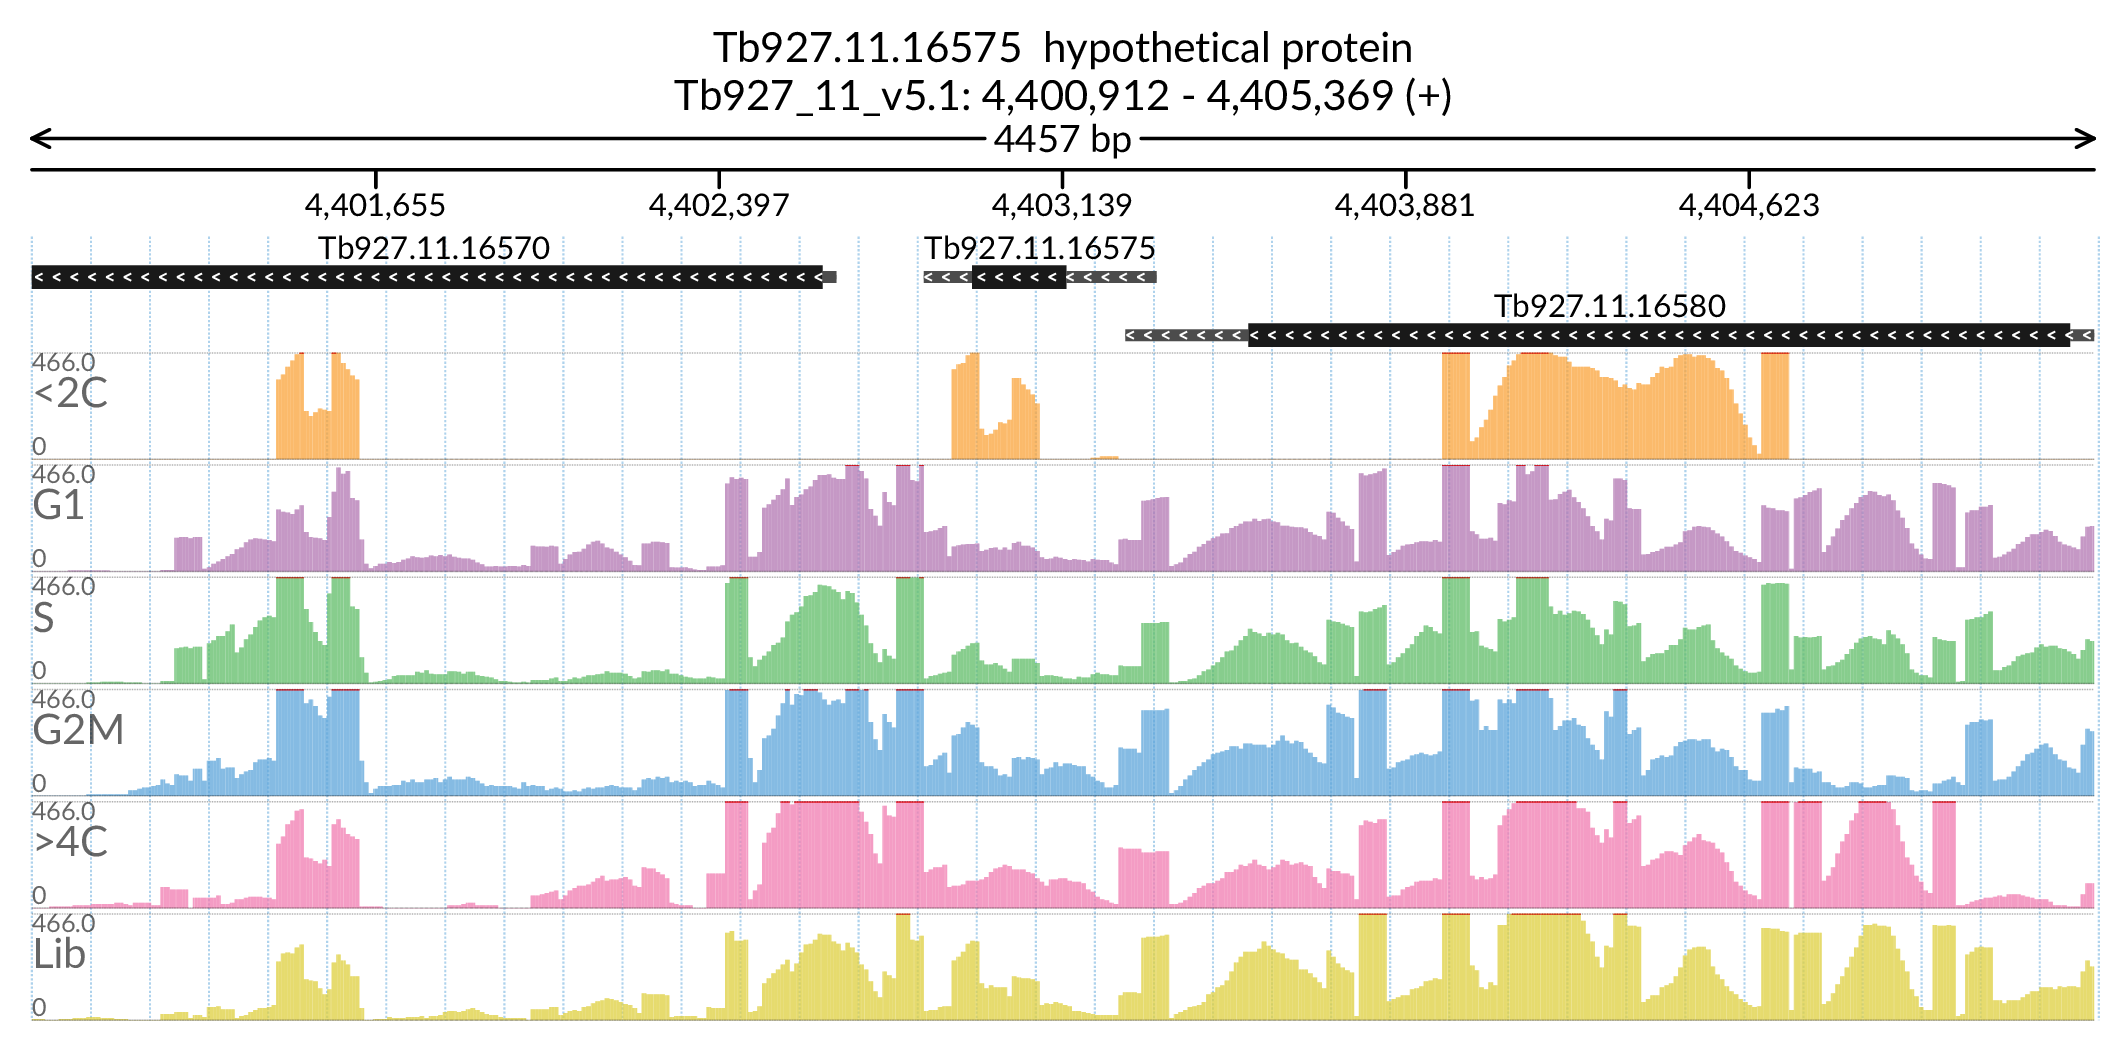 Tb927.11.16575  hypothetical protein
Tb927_11_v5.1: 4,400,912 - 4,405,369 (+)
4457 bp
4,401,655 4,402,397 4,403,139 4,403,881 4,404,623
Tb927.11.16570 Tb927.11.16575
Tb927.11.16580
466.0
<2C
0
466.0
G1
0
466.0
S
0
466.0
G2M
0
466.0
>4C
0
466.0
Lib
0